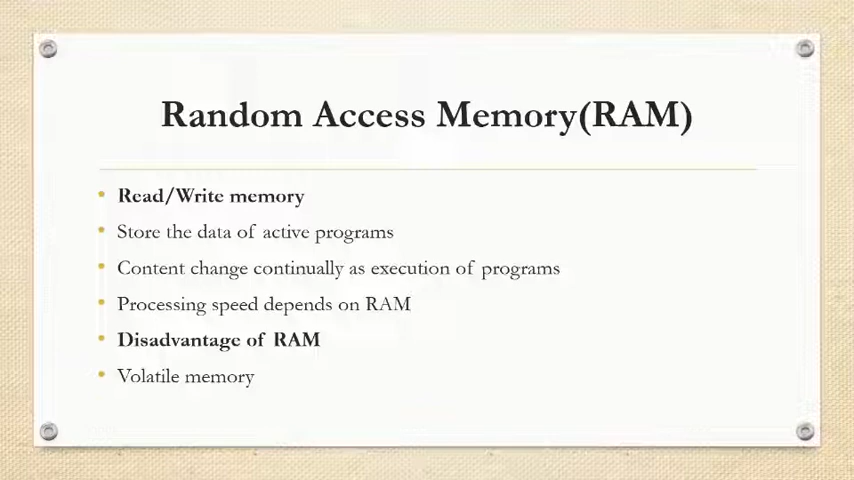 Random Access Memory(RAM)
• Read/Write memory
• Store the data of active programs
• Content change continually as execution of programs
• Processing speed depends on RAM
• Disadvantage of RAM
• Volatile memory